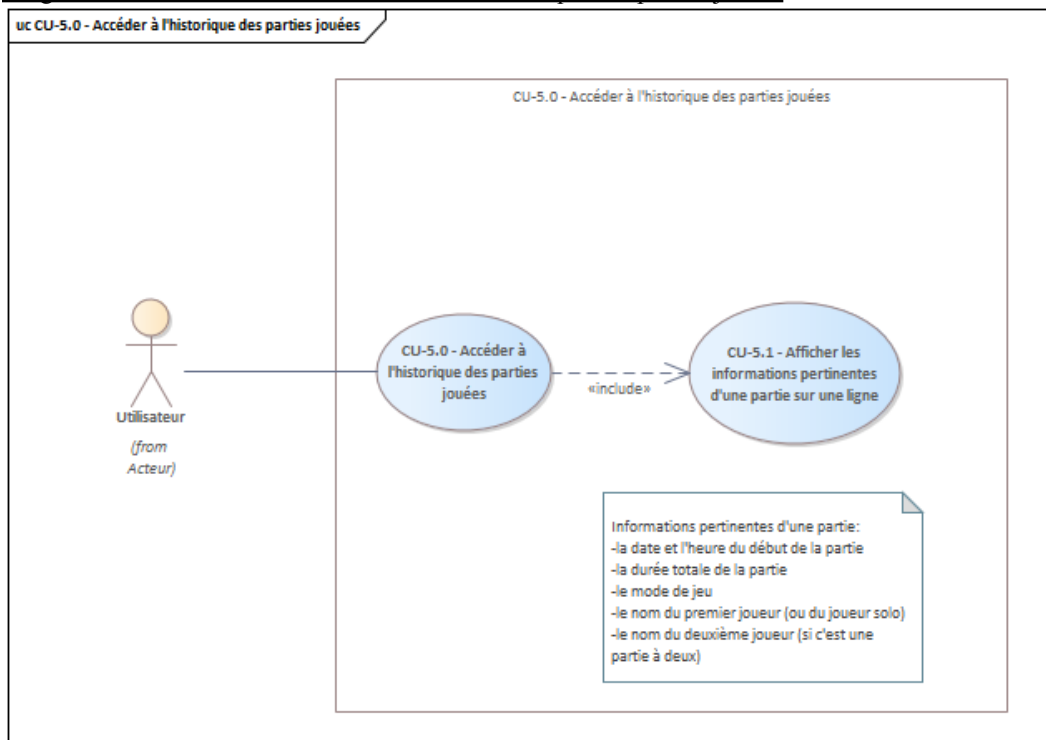 uc CU-5.0 - Accéder à l'historique des parties jouées
CU-5.0 - Accéder à l'historique des parties jouées
CU-5.0 - Accéder à
l'historique des parties
jouées
«include»
CU-5.1 - Afficher les
informations pertinentes
d'une partie sur une ligne
Utilisateur
(from
Acteur)
Informations pertinentes d'une partie:
-la date et l'heure du début de la partie
-la durée totale de la partie
-le mode de jeu
-le nom du premier joueur (ou du joueur solo)
-le nom du deuxième joueur (si c'est une
partie à deux)